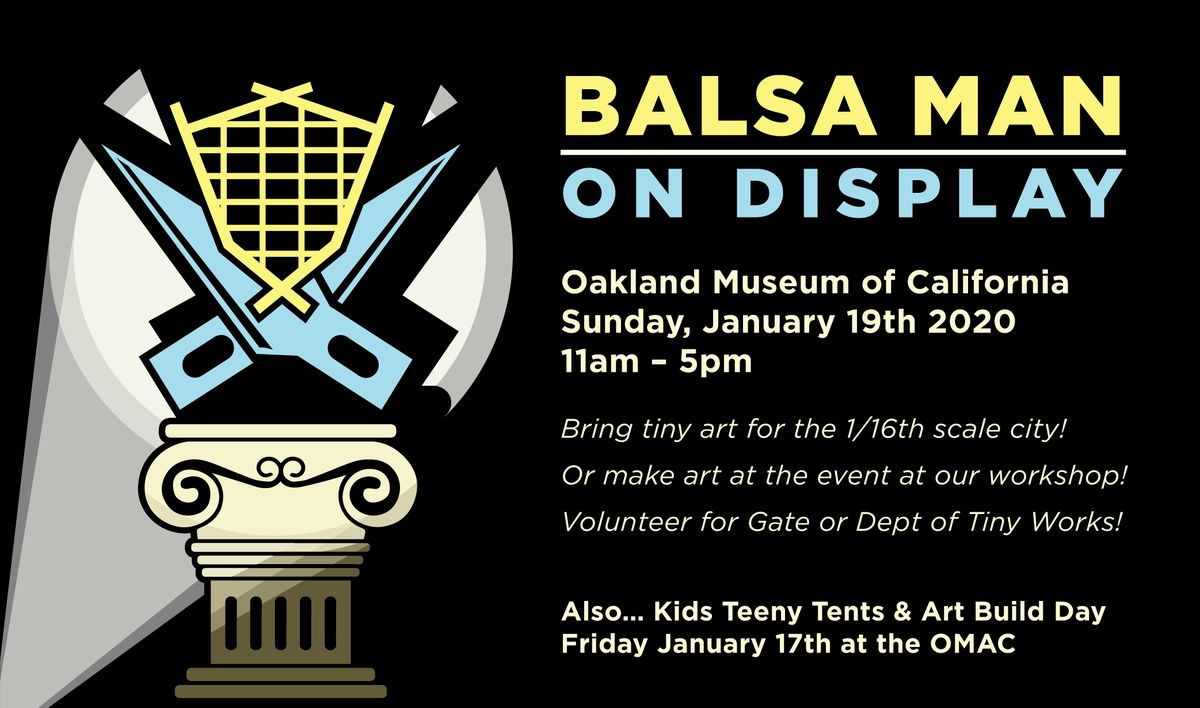 BALSA MAN
ON DISPLAY
Oakland Museum of California
Sunday, January 19th 2020
11am – 5pm
Bring tiny art for the 1/16th scale city!
Or make art at the event at our workshop!
Volunteer for Gate or Dept of Tiny Works!
Also... Kids Teeny Tents & Art Build Day
Friday January 17th at the OMAC